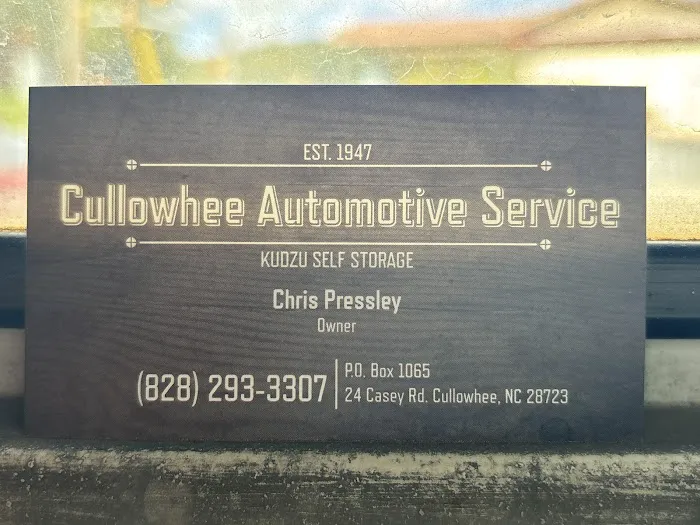 EST. 1947
Cullowhee Automotive Service
KUDZU SELF STORAGE
Chris Pressley
Owner
(828) 293-3307
P.O. Box 1065
24 Casey Rd. Cullowhee, NC 28723